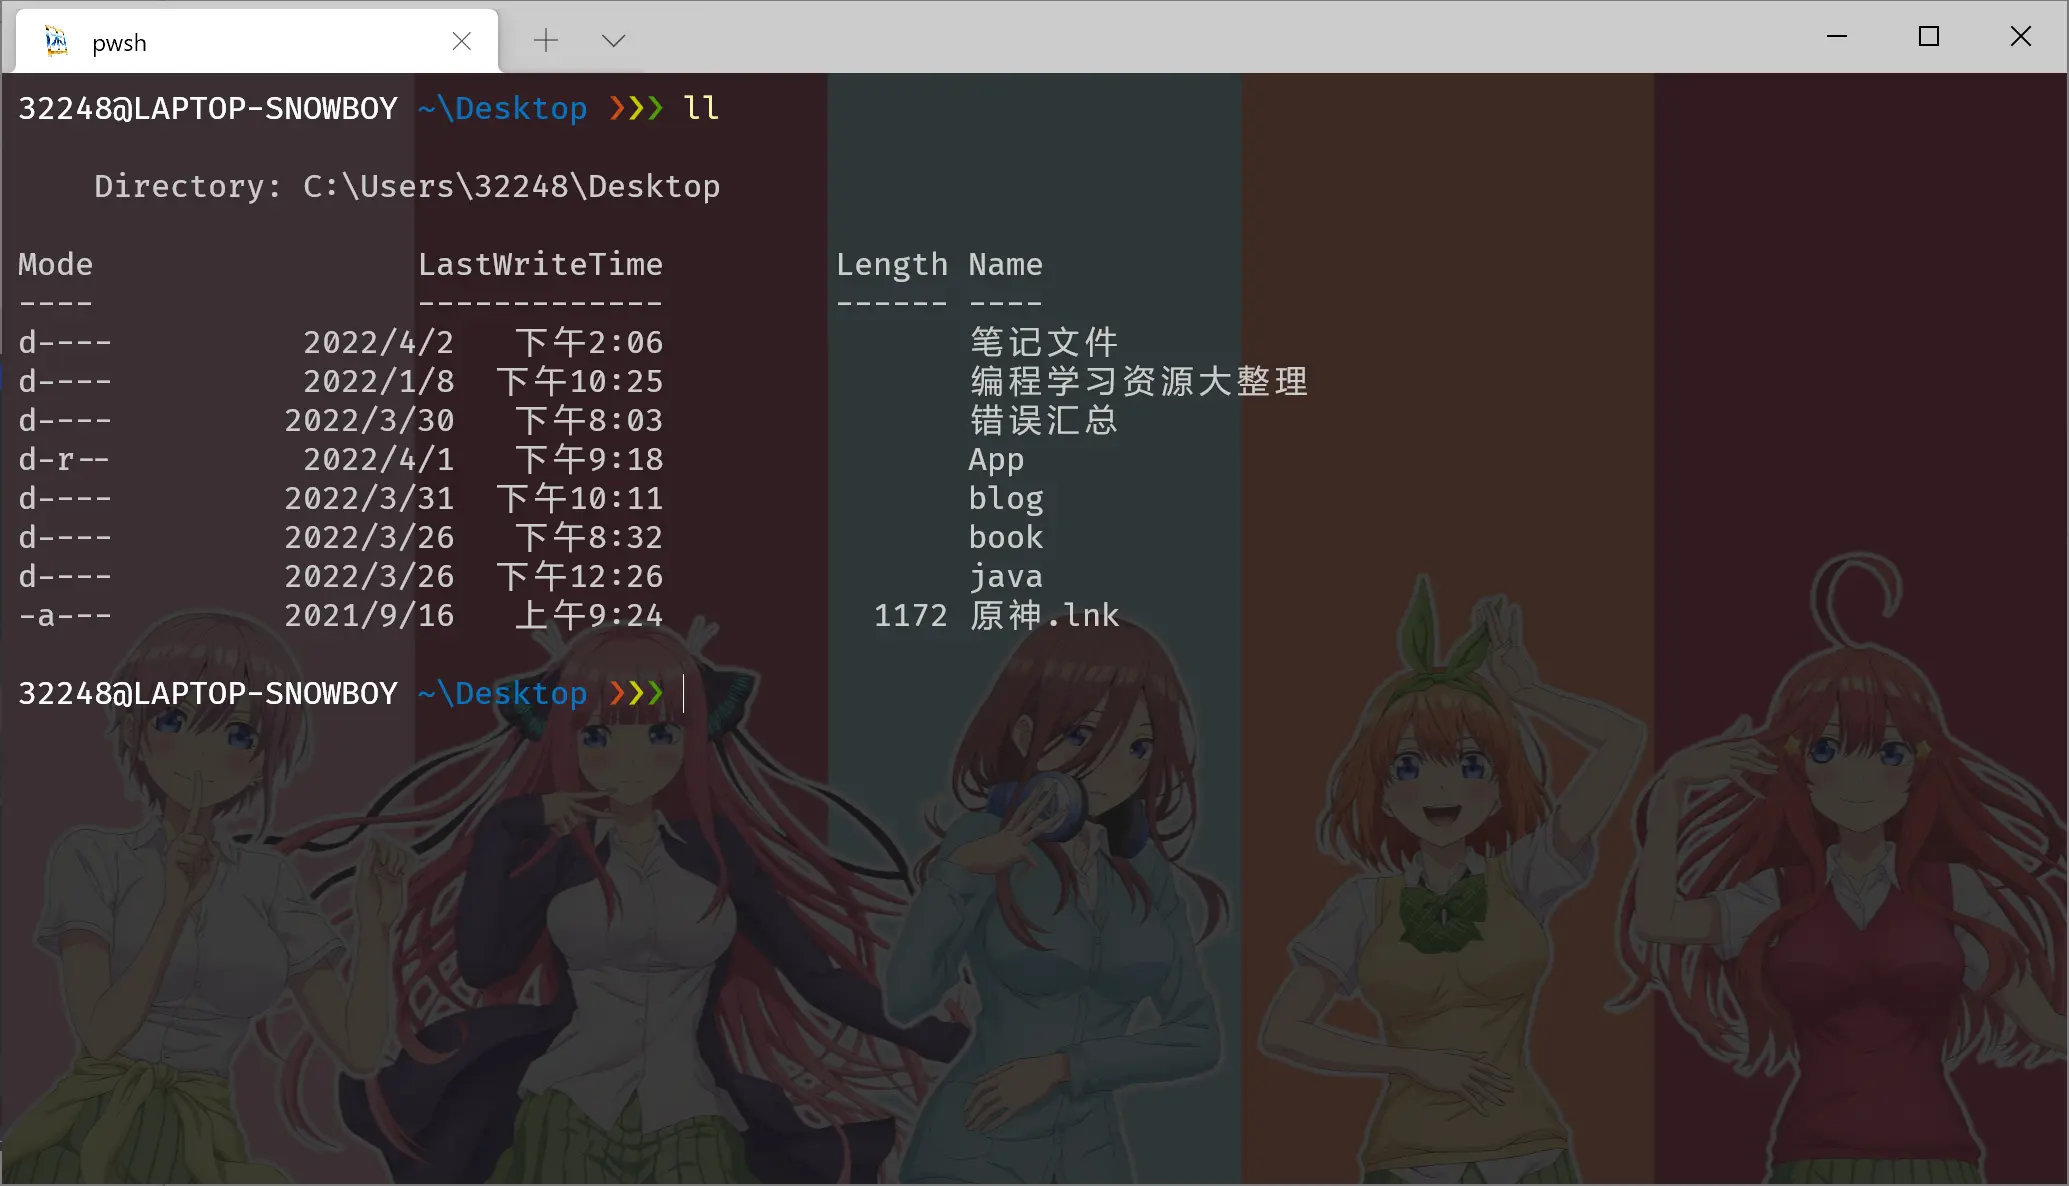 pwsh
32248@LAPTOP-SNOWBOY ~\Desktop ❯❯❯ ll
Directory: C:\Users\32248\Desktop
Mode LastWriteTime Length Name
---- ------------- ------ ----
d---- 2022/4/2 下午2:06 笔记文件
d---- 2022/1/8 下午10:25 编程学习资源大整理
d---- 2022/3/30 下午8:03 错误汇总
d-r-- 2022/4/1 下午9:18 App
d---- 2022/3/31 下午10:11 blog
d---- 2022/3/26 下午8:32 book
d---- 2022/3/26 下午12:26 java
-a--- 2021/9/16 上午9:24 1172 原神.lnk
32248@LAPTOP-SNOWBOY ~\Desktop ❯❯❯